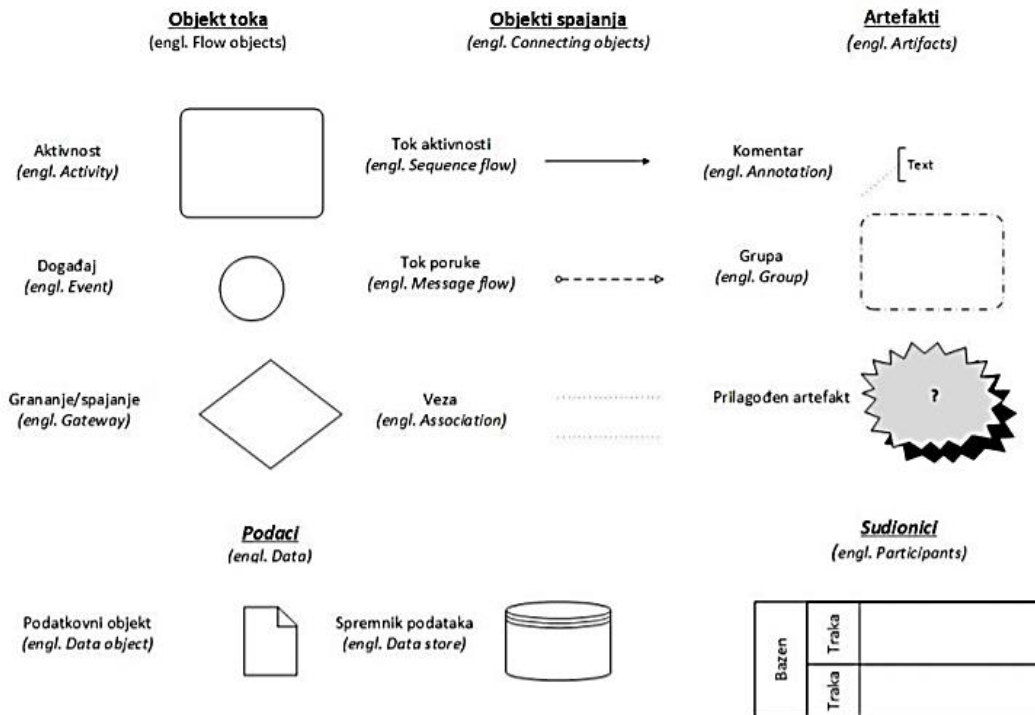 Objekt toka
(engl. Flow objects)
Objekti spajanja
(engl. Connecting objects)
Artefakti
(engl. Artifacts)
Aktivnost
(engl. Activity)
Tok aktivnosti
(engl. Sequence flow)
Komentar
(engl. Annotation)
Text
Događaj
(engl. Event)
Tok poruke
(engl. Message flow)
Grupa
(engl. Group)
Grananje/spajanje
(engl. Gateway)
Veza
(engl. Association)
Prilagođen artefakt
?
Podaci
(engl. Data)
Sudionici
(engl. Participants)
Podatkovni objekt
(engl. Data object)
Spremnik podataka
(engl. Data store)
Bazen
Traka
Traka